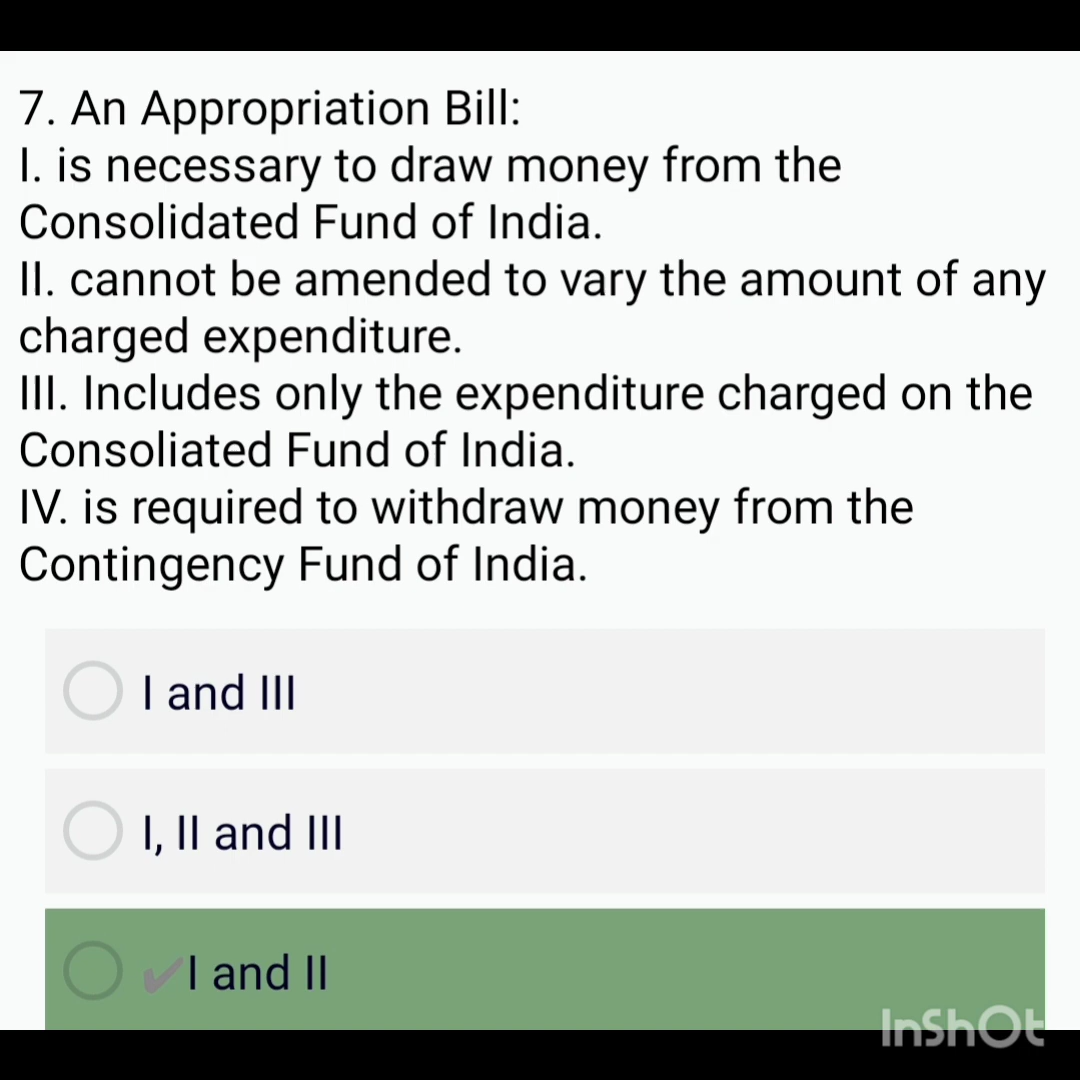 7. An Appropriation Bill:
I. is necessary to draw money from the
Consolidated Fund of India.
II. cannot be amended to vary the amount of any
charged expenditure.
III. Includes only the expenditure charged on the
Consoliated Fund of India.
IV. is required to withdraw money from the
Contingency Fund of India.
I and III
I, II and III
✔I and II
InShOt